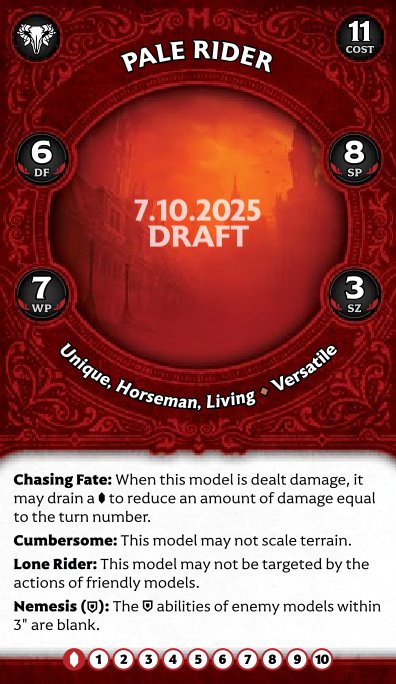 PALE RIDER
11
COST
6
DF
8
SP
7.10.2025
DRAFT
7
WP
3
SZ
Unique, Horseman, Living ♦ Versatile
Chasing Fate: When this model is dealt damage, it
may drain a to reduce an amount of damage equal
to the turn number.
Cumbersome: This model may not scale terrain.
Lone Rider: This model may not be targeted by the
actions of friendly models.
Nemesis (): The abilities of enemy models within
3" are blank.
1 2 3 4 5 6 7 8 9 10